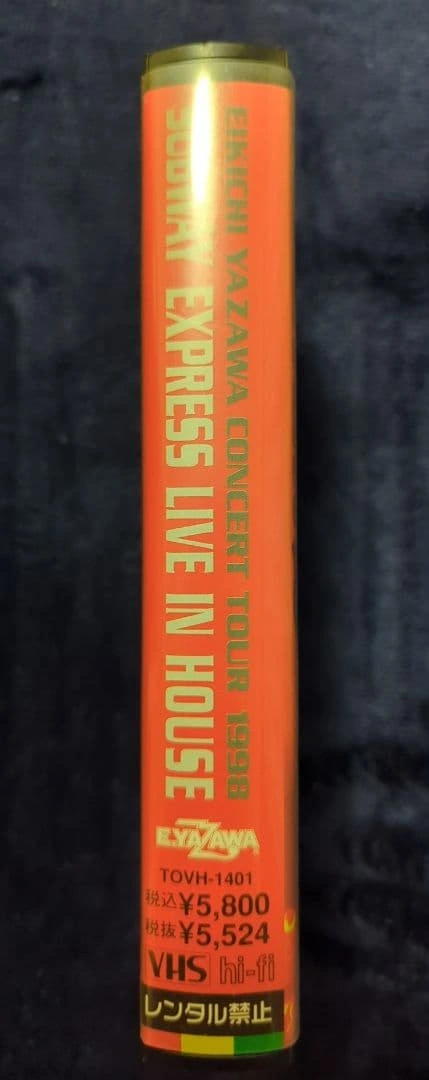 EIKICHI YAZAWA CONCERT TOUR 1998
SUBWAY EXPRESS LIVE IN HOUSE
E.YAZAWA
TOVH-1401
税込¥5,800
税抜¥5,524
VHS hi-fi
レンタル禁止